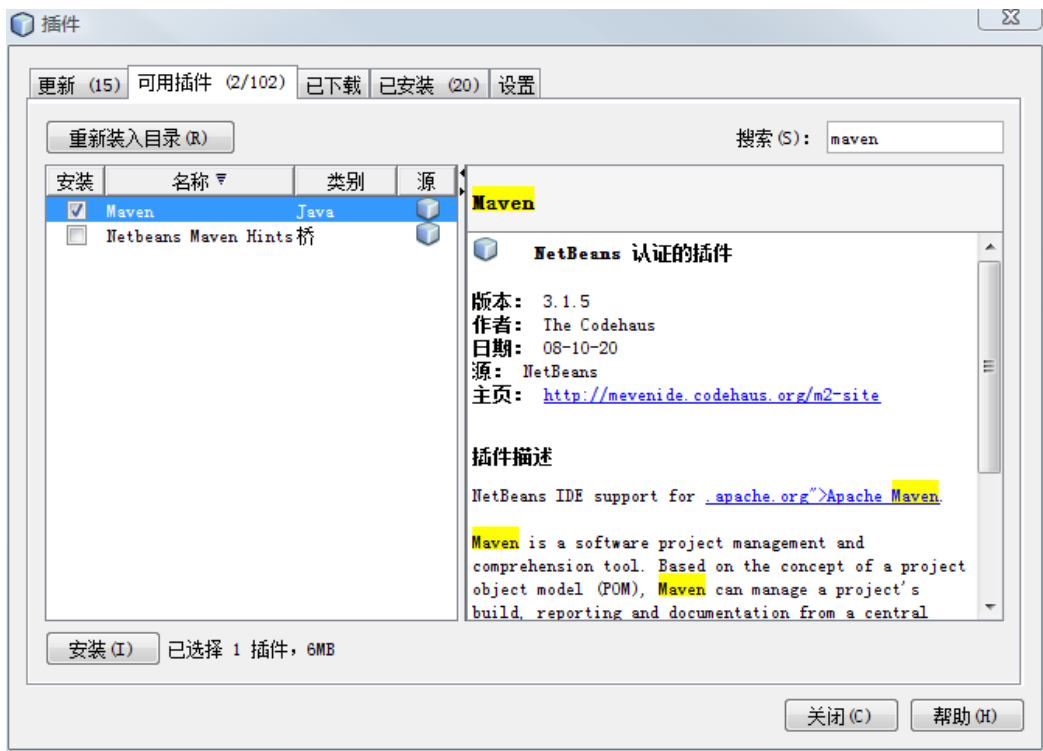 插件
更新 (15) 可用插件 (2/102) 已下载 已安装 (20) 设置
重新装入目录(R) 搜索(S): maven
安装 名称 类别 源
Maven Java
Netbeans Maven Hints 桥
Maven
NetBeans 认证的插件
版本: 3.1.5
作者: The Codehaus
日期: 08-10-20
源: NetBeans
主页: http://mevenide.codehaus.org/m2-site
插件描述
NetBeans IDE support for .apache.org">Apache Maven.
Maven is a software project management and
comprehension tool. Based on the concept of a project
object model (POM), Maven can manage a project's
build, reporting and documentation from a central
安装(I) 已选择 1 插件，6MB
关闭(C) 帮助(H)